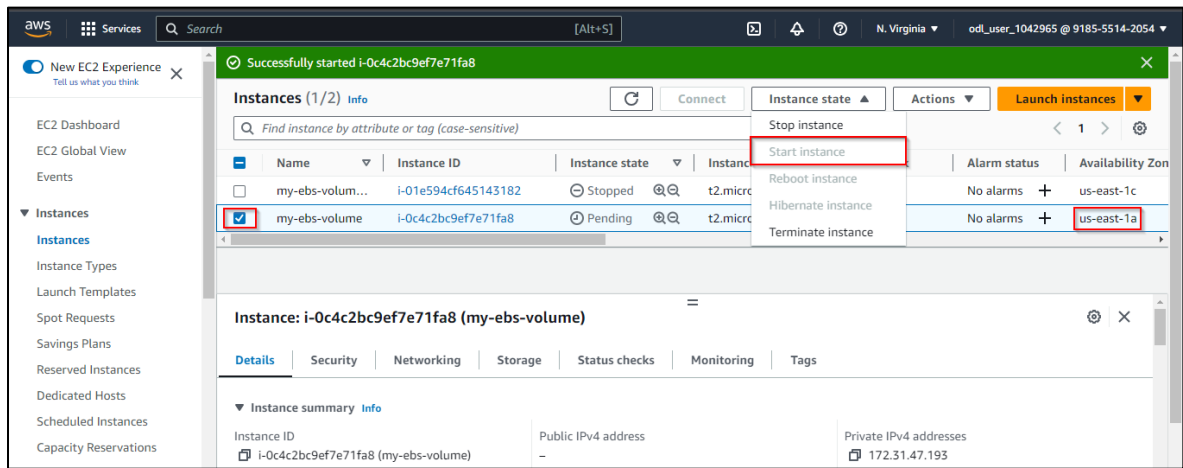 aws
Services
Search
[Alt+S]
N. Virginia
odl_user_1042965 @ 9185-5514-2054
New EC2 Experience
Tell us what you think
EC2 Dashboard
EC2 Global View
Events
Instances
Instances
Instance Types
Launch Templates
Spot Requests
Savings Plans
Reserved Instances
Dedicated Hosts
Scheduled Instances
Capacity Reservations
Successfully started i-0c4c2bc9ef7e71fa8
Instances (1/2) Info
Connect
Instance state
Actions
Launch instances
Find instance by attribute or tag (case-sensitive)
1
Stop instance
Start instance
Reboot instance
Hibernate instance
Terminate instance
Name Instance ID Instance state Instanc Alarm status Availability Zon
my-ebs-volum... i-01e594cf645143182 Stopped t2.micro No alarms + us-east-1c
my-ebs-volume i-0c4c2bc9ef7e71fa8 Pending t2.micro No alarms + us-east-1a
Instance: i-0c4c2bc9ef7e71fa8 (my-ebs-volume)
Details Security Networking Storage Status checks Monitoring Tags
Instance summary Info
Instance ID Public IPv4 address Private IPv4 addresses
i-0c4c2bc9ef7e71fa8 (my-ebs-volume) – 172.31.47.193